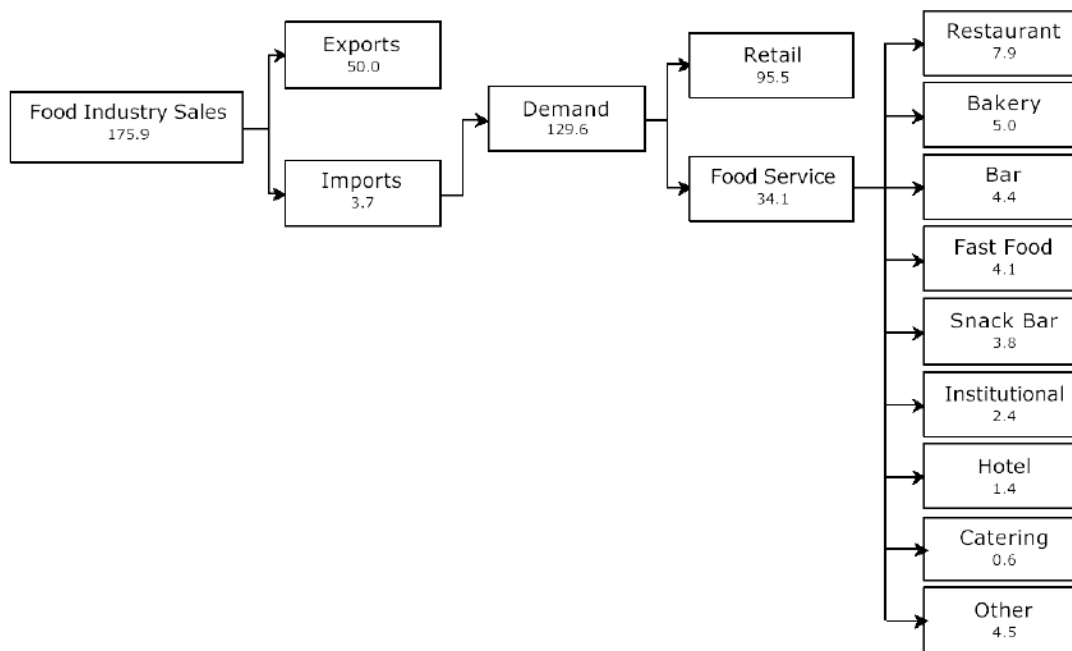 Food Industry Sales
175.9
Exports
50.0
Imports
3.7
Demand
129.6
Retail
95.5
Food Service
34.1
Restaurant
7.9
Bakery
5.0
Bar
4.4
Fast Food
4.1
Snack Bar
3.8
Institutional
2.4
Hotel
1.4
Catering
0.6
Other
4.5